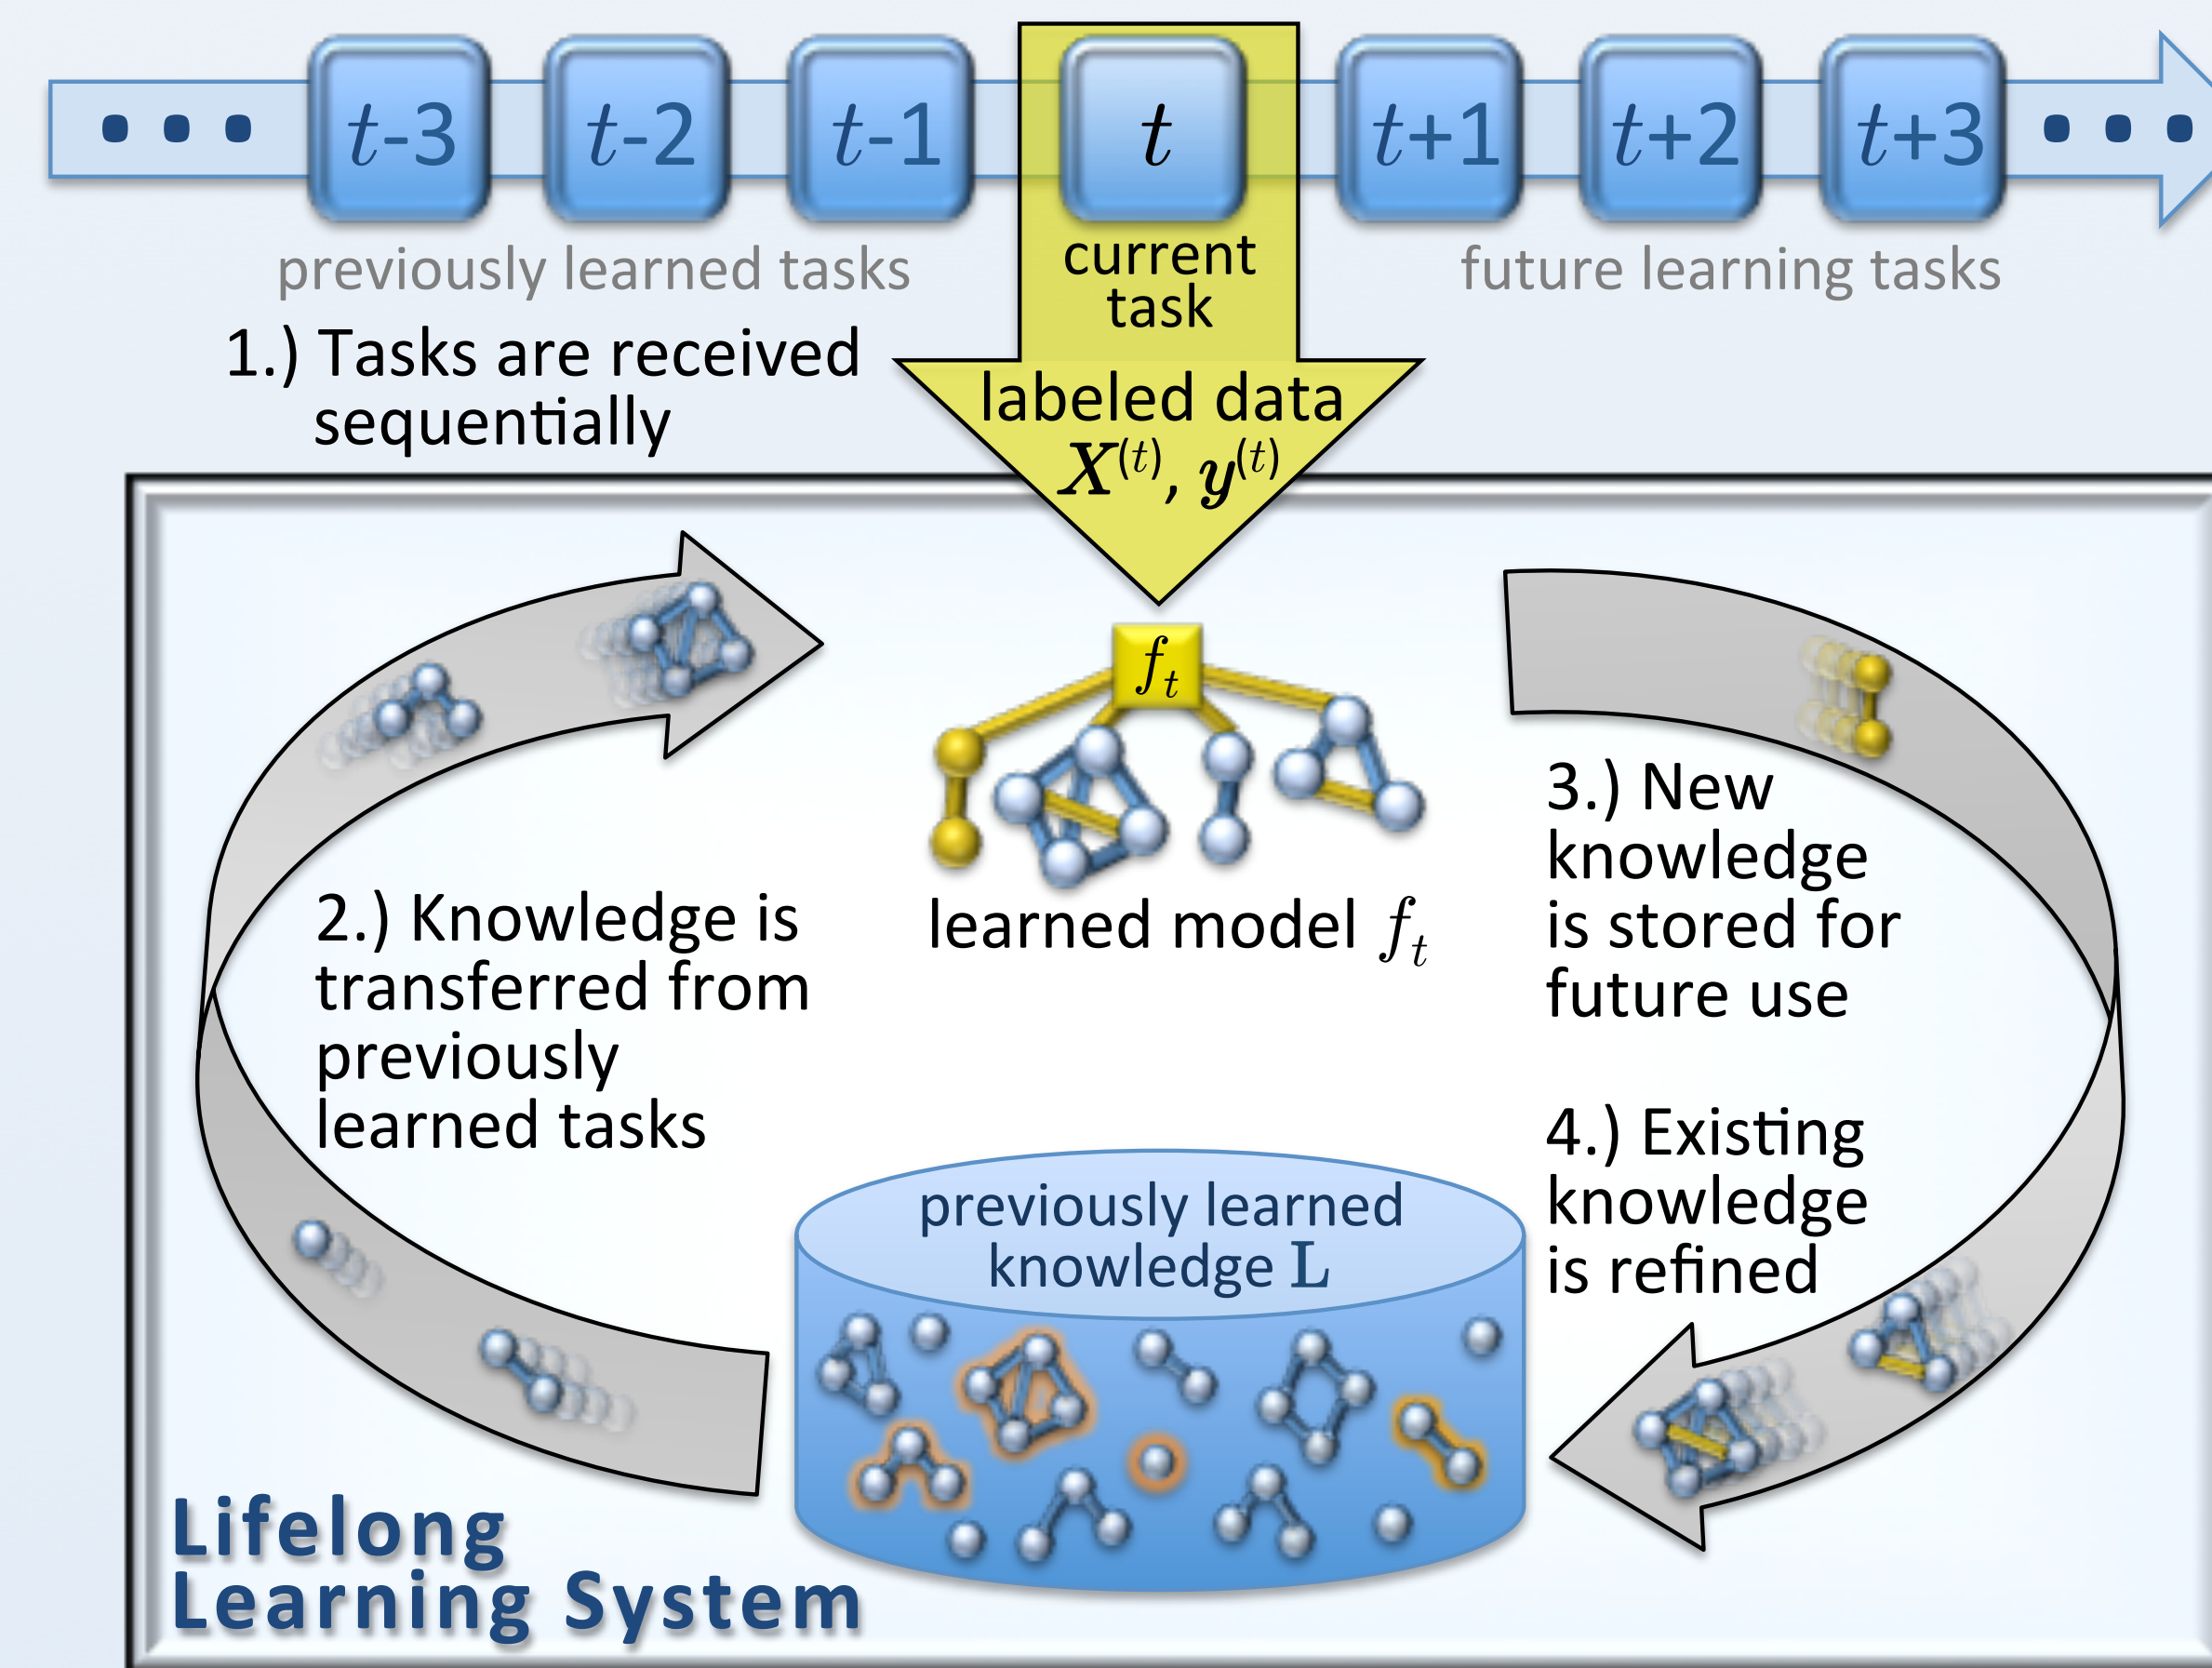 • • • t-3 t-2 t-1 t t+1 t+2 t+3 • • •
previously learned tasks
current
task
future learning tasks
1.) Tasks are received
sequentially
labeled data
X^(t), y^(t)
f_t
learned model f_t
2.) Knowledge is
transferred from
previously
learned tasks
3.) New
knowledge
is stored for
future use
4.) Existing
knowledge
is refined
previously learned
knowledge L
Lifelong
Learning System